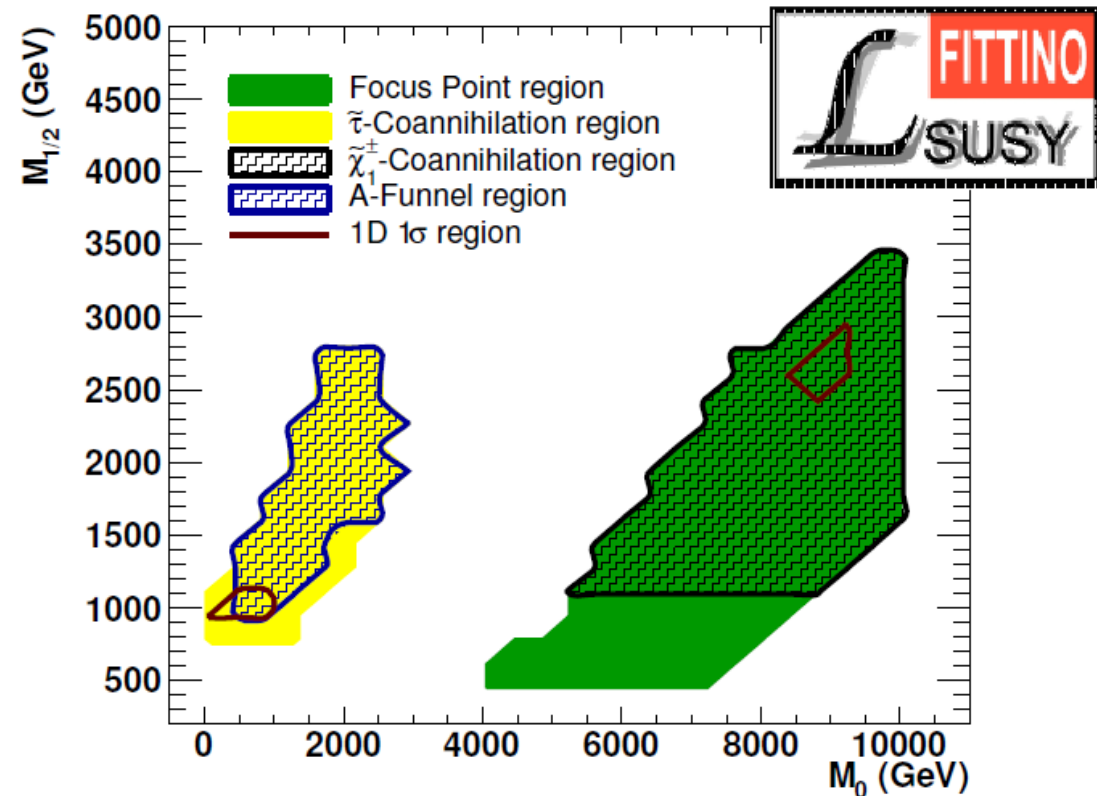 M1/2 (GeV)
5000
4500
4000
3500
3000
2500
2000
1500
1000
500
Focus Point region
τ̃-Coannihilation region
χ̃1±-Coannihilation region
A-Funnel region
1D 1σ region
FITTINO
SUSY
0 2000 4000 6000 8000 10000
M0 (GeV)